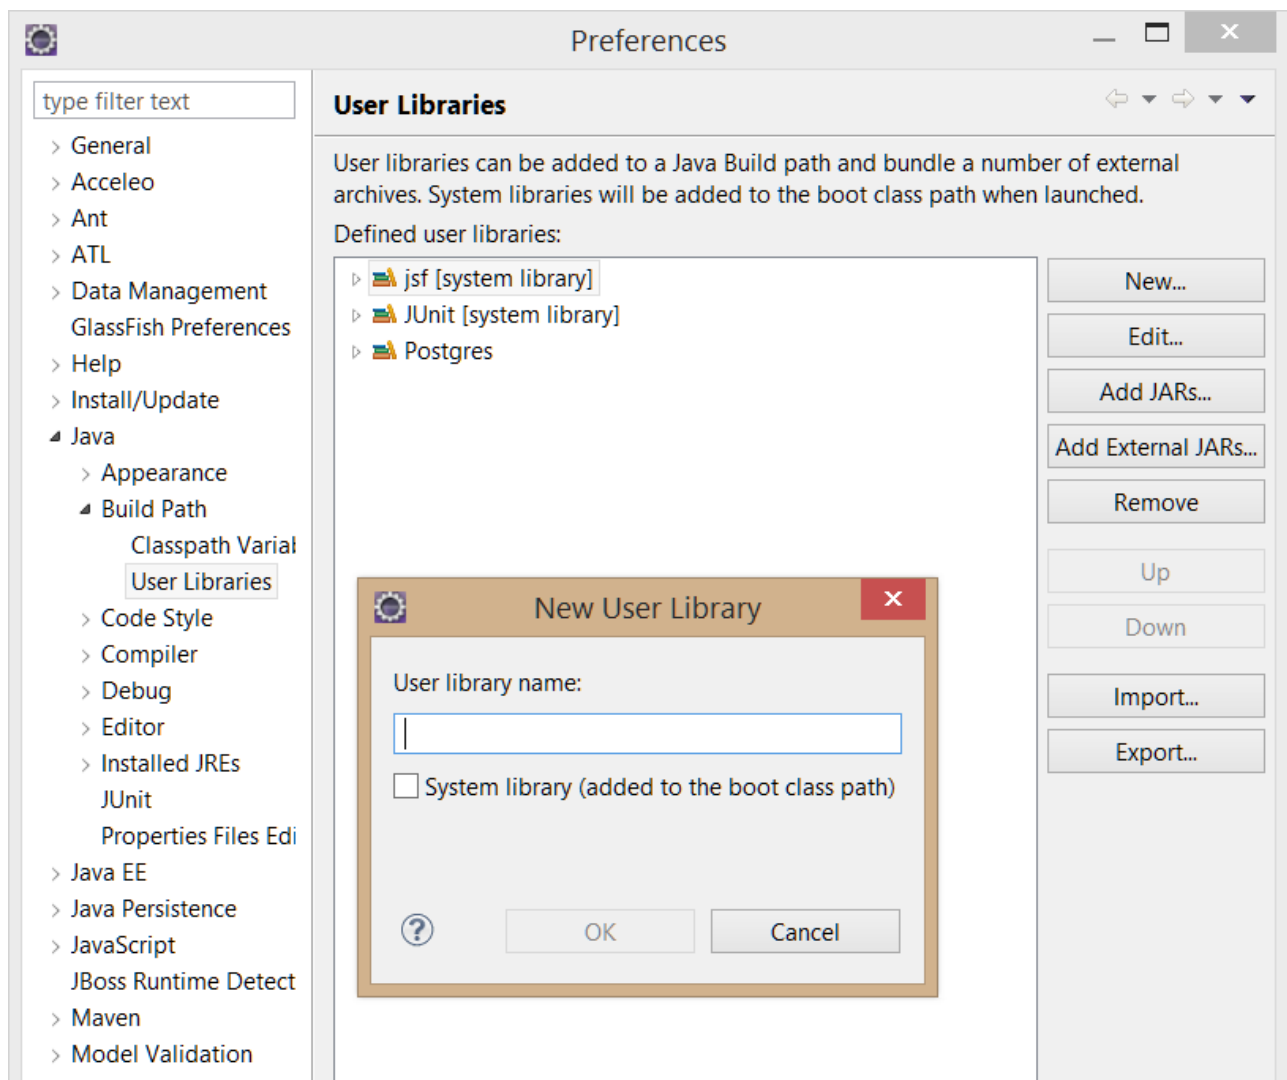 Preferences
type filter text
General
Acceleo
Ant
ATL
Data Management
GlassFish Preferences
Help
Install/Update
Java
Appearance
Build Path
Classpath Variab
User Libraries
Code Style
Compiler
Debug
Editor
Installed JREs
JUnit
Properties Files Edi
Java EE
Java Persistence
JavaScript
JBoss Runtime Detect
Maven
Model Validation
User Libraries
User libraries can be added to a Java Build path and bundle a number of external
archives. System libraries will be added to the boot class path when launched.
Defined user libraries:
jsf [system library]
JUnit [system library]
Postgres
New...
Edit...
Add JARs...
Add External JARs...
Remove
Up
Down
Import...
Export...
New User Library
User library name:
System library (added to the boot class path)
?
OK
Cancel